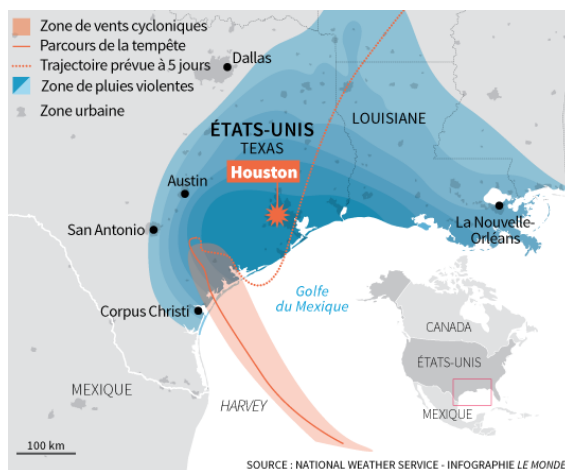 Zone de vents cycloniques
Parcours de la tempête
Trajectoire prévue à 5 jours
Zone de pluies violentes
Zone urbaine
Dallas
LOUISIANE
ÉTATS-UNIS
TEXAS
Houston
Austin
San Antonio
La Nouvelle-
Orléans
Golfe
du Mexique
Corpus Christi
CANADA
ÉTATS-UNIS
MEXIQUE
MEXIQUE
HARVEY
100 km
SOURCE : NATIONAL WEATHER SERVICE - INFOGRAPHIE LE MONDE